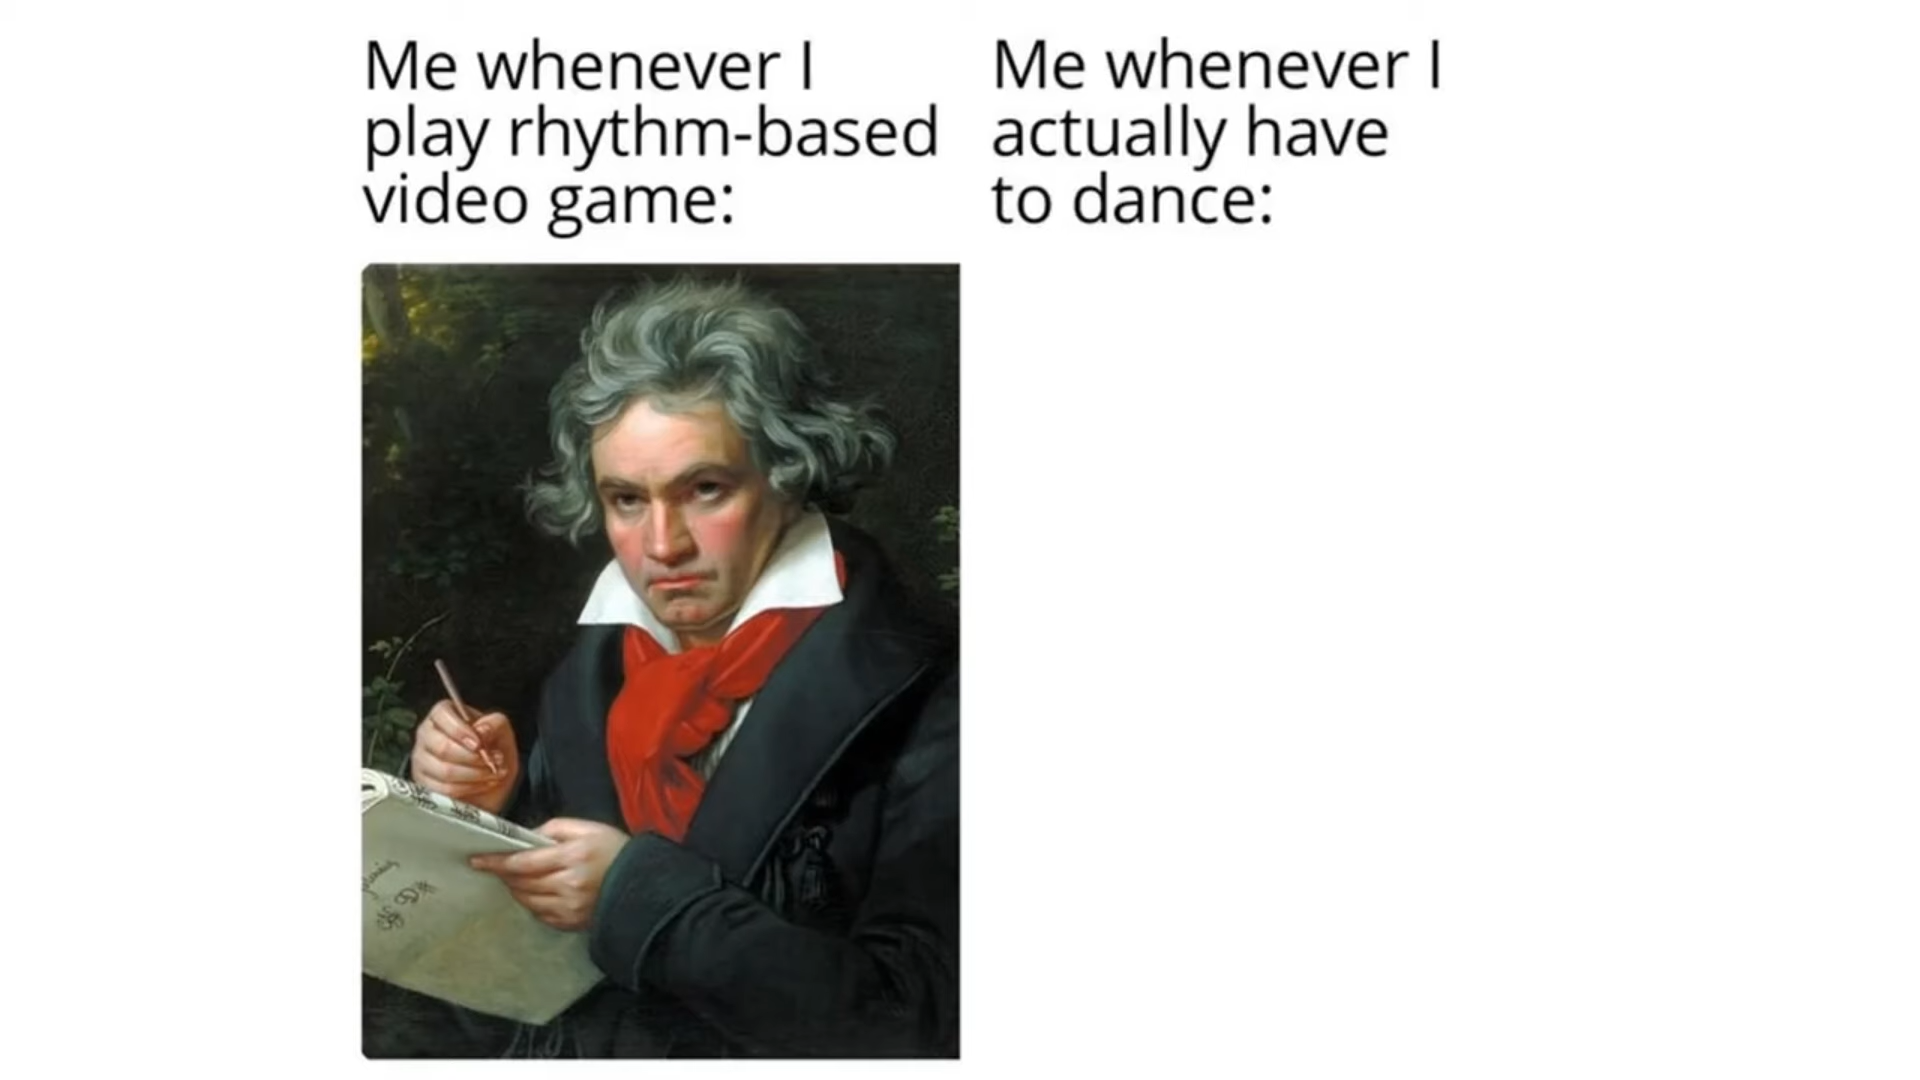 Me whenever I
play rhythm-based
video game:
Me whenever I
actually have
to dance: